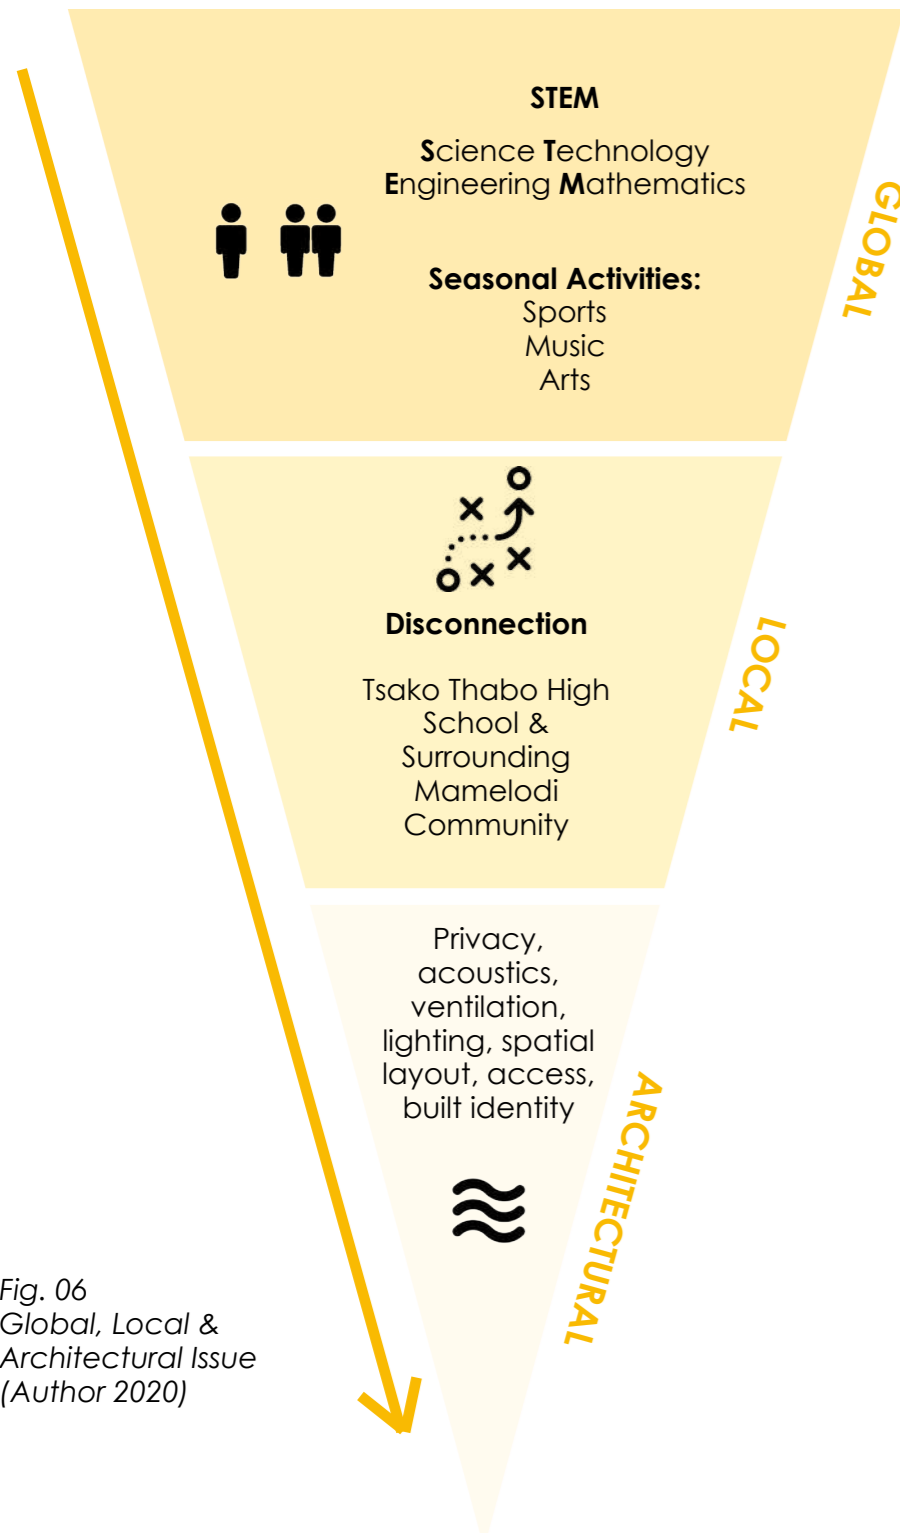 STEM
Science Technology
Engineering Mathematics
Seasonal Activities:
Sports
Music
Arts
GLOBAL
Disconnection
Tsako Thabo High
School &
Surrounding
Mamelodi
Community
LOCAL
Privacy,
acoustics,
ventilation,
lighting, spatial
layout, access,
built identity
ARCHITECTURAL
Fig. 06
Global, Local &
Architectural Issue
(Author 2020)